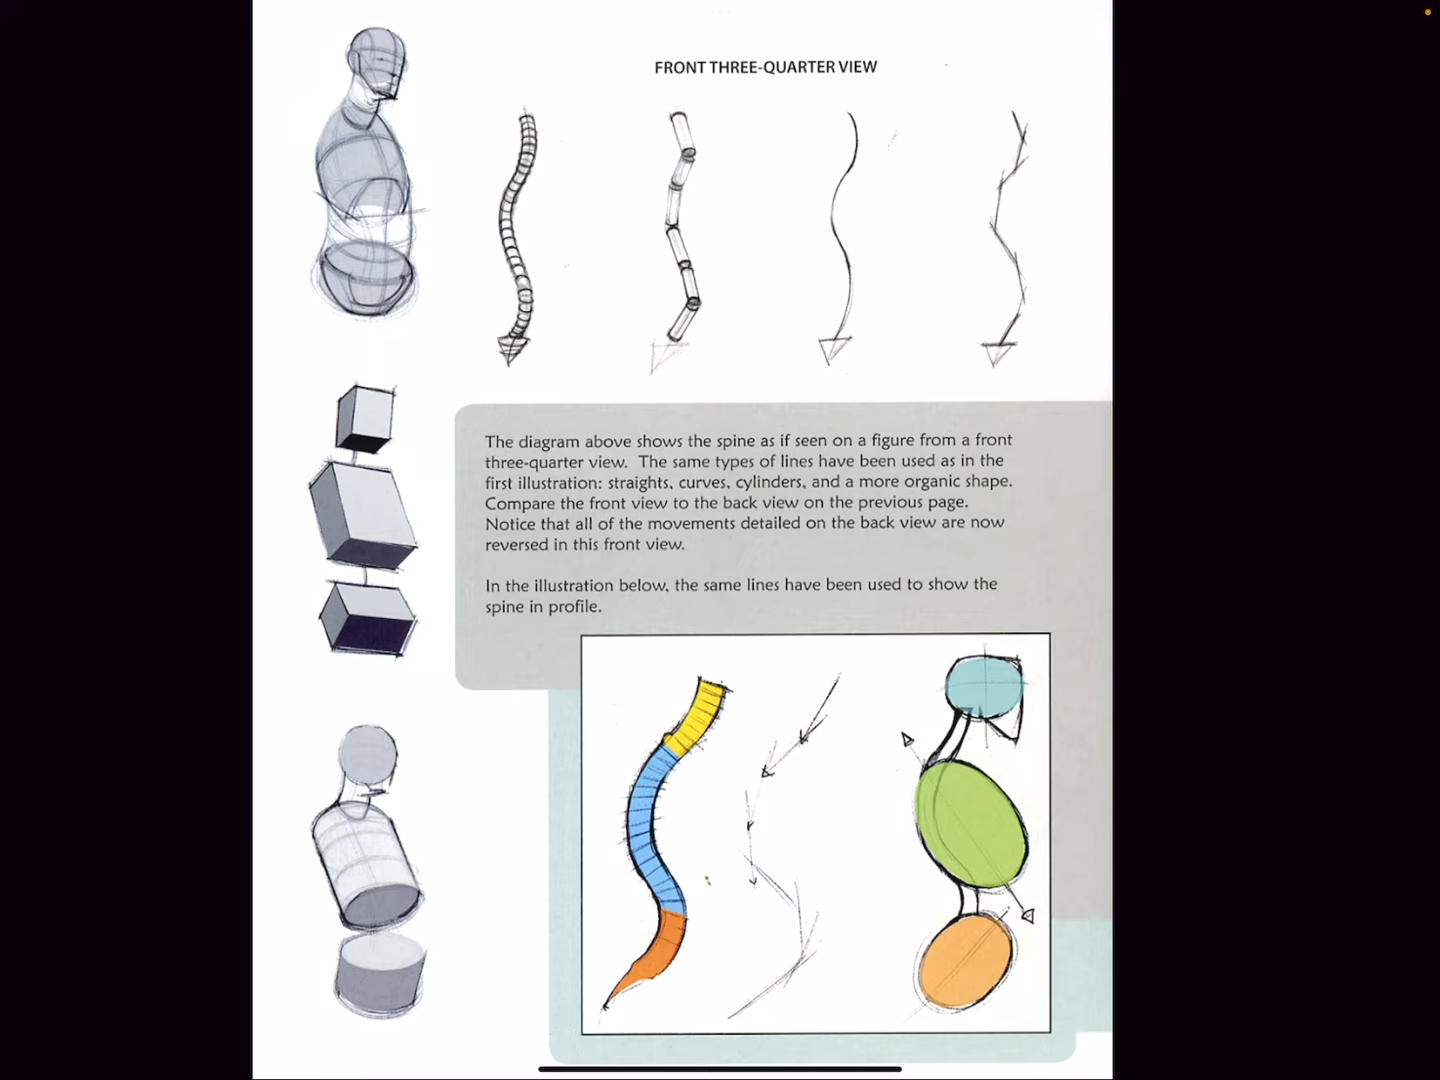 FRONT THREE-QUARTER VIEW
The diagram above shows the spine as if seen on a figure from a front
three-quarter view. The same types of lines have been used as in the
first illustration: straights, curves, cylinders, and a more organic shape.
Compare the front view to the back view on the previous page.
Notice that all of the movements detailed on the back view are now
reversed in this front view.
In the illustration below, the same lines have been used to show the
spine in profile.